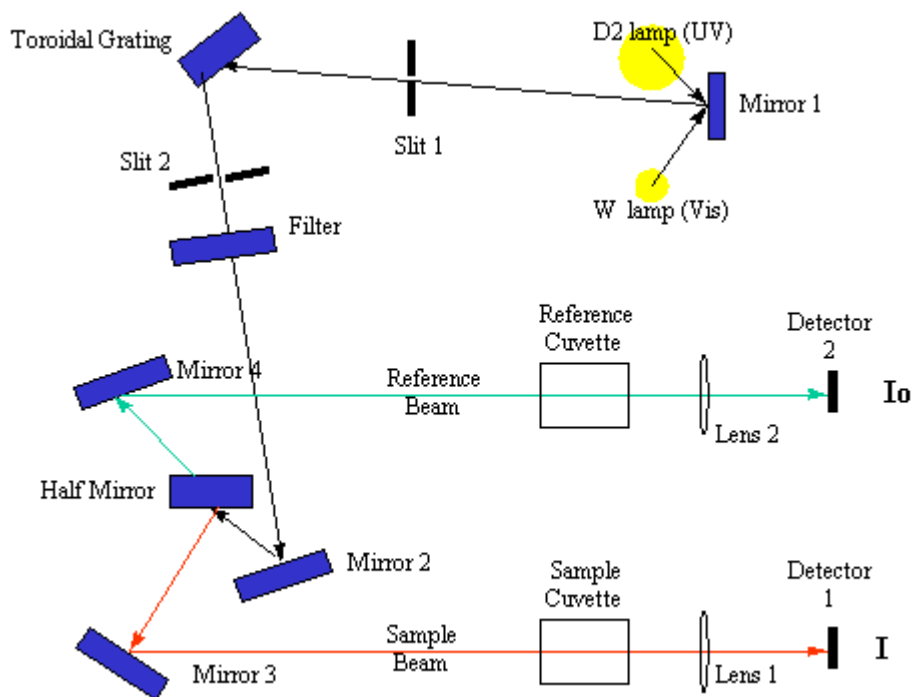 Toroidal Grating
D2 lamp (UV)
Mirror 1
Slit 1
Slit 2
W lamp (Vis)
Filter
Reference
Cuvette
Detector
2
Mirror 4
Reference
Beam
Io
Lens 2
Half Mirror
Mirror 2
Sample
Cuvette
Detector
1
Sample
Beam
I
Mirror 3
Lens 1